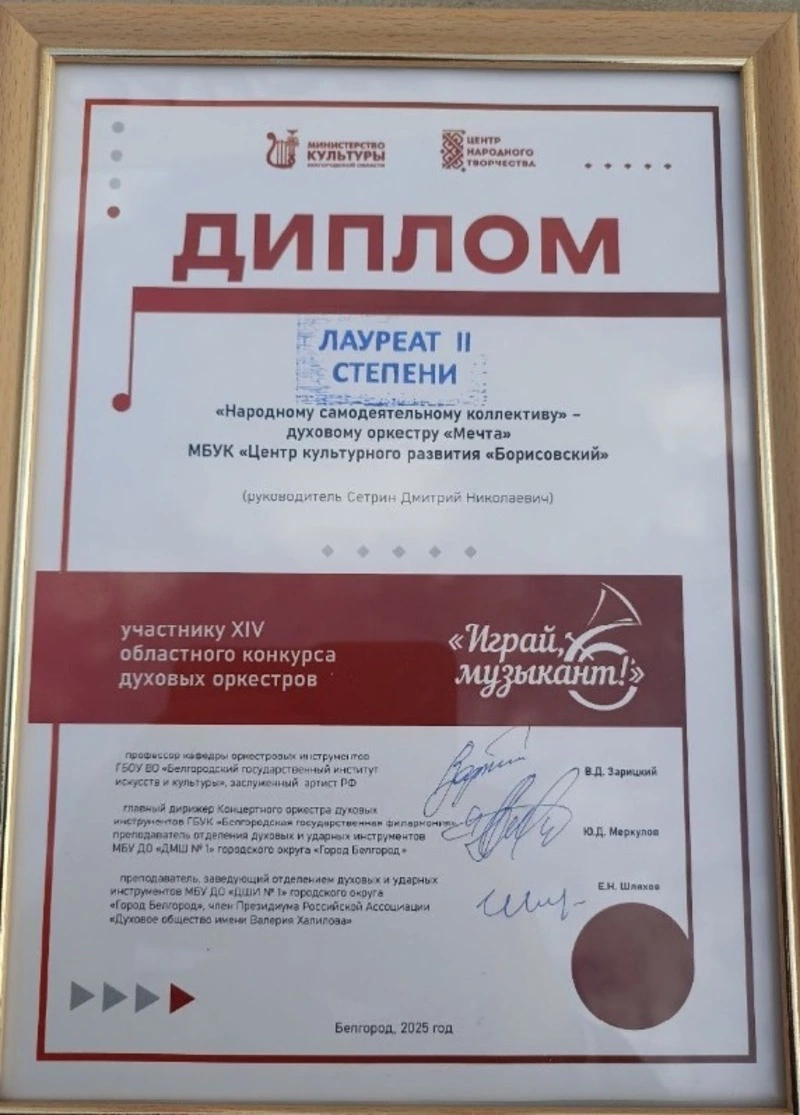 МИНИСТЕРСТВО
КУЛЬТУРЫ
БЕЛГОРОДСКОЙ ОБЛАСТИ
ЦЕНТР
НАРОДНОГО
ТВОРЧЕСТВА
ДИПЛОМ
ЛАУРЕАТ II
СТЕПЕНИ
«Народному самодеятельному коллективу» –
духовому оркестру «Мечта»
МБУК «Центр культурного развития «Борисовский»
(руководитель Сетрин Дмитрий Николаевич)
участнику XIV
областного конкурса
духовых оркестров
«Играй,
музыкант!»
профессор кафедры оркестровых инструментов
ГБОУ ВО «Белгородский государственный институт
искусств и культуры», заслуженный артист РФ
В.Д. Зарицкий
главный дирижер Концертного оркестра духовых
инструментов ГБУК «Белгородская государственная филармония»
преподаватель отделения духовых и ударных инструментов
МБУ ДО «ДМШ № 1» городского округа «Город Белгород»
Ю.Д. Меркулов
преподаватель, заведующий отделением духовых и ударных
инструментов МБУ ДО «ДШИ № 1» городского округа
«Город Белгород», член Президиума Российской Ассоциации
«Духовое общество имени Валерия Халилова»
Е.Н. Шляхов
Белгород, 2025 год